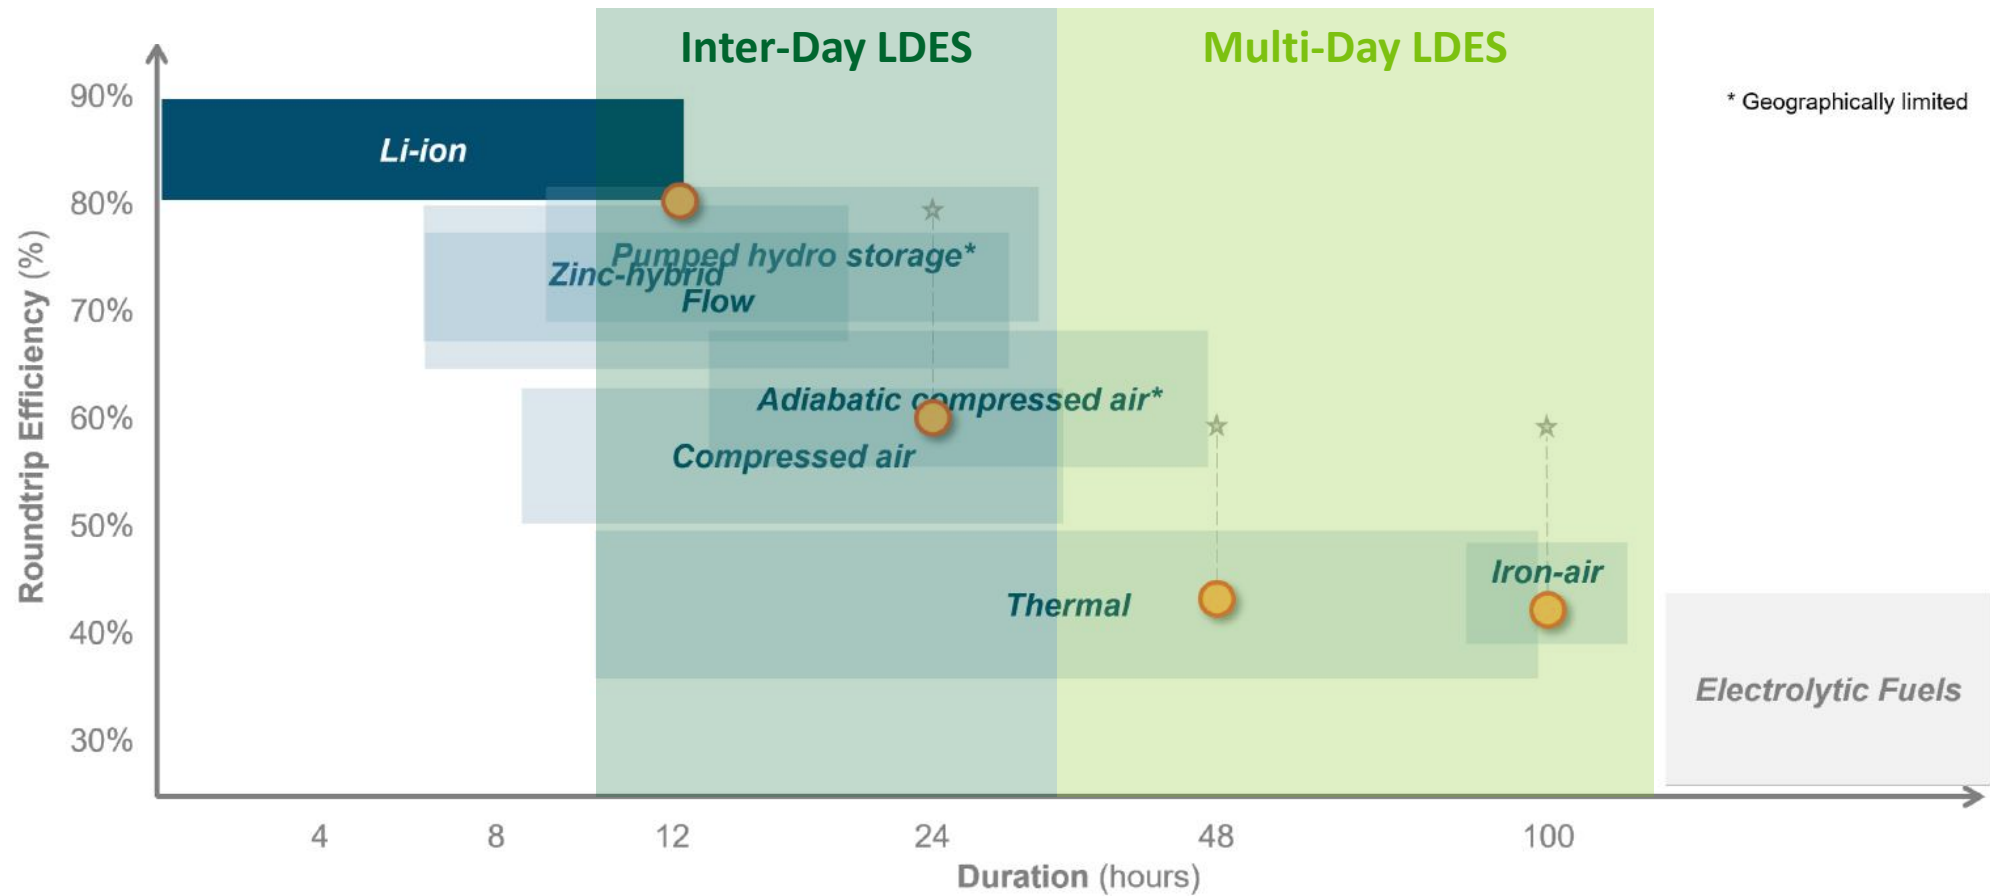 Inter-Day LDES
Multi-Day LDES
* Geographically limited
Roundtrip Efficiency (%)
90%
80%
70%
60%
50%
40%
30%
Li-ion
Pumped hydro storage*
Zinc-hybrid
Flow
Adiabatic compressed air*
Compressed air
Iron-air
Thermal
Electrolytic Fuels
4
8
12
24
48
100
Duration (hours)